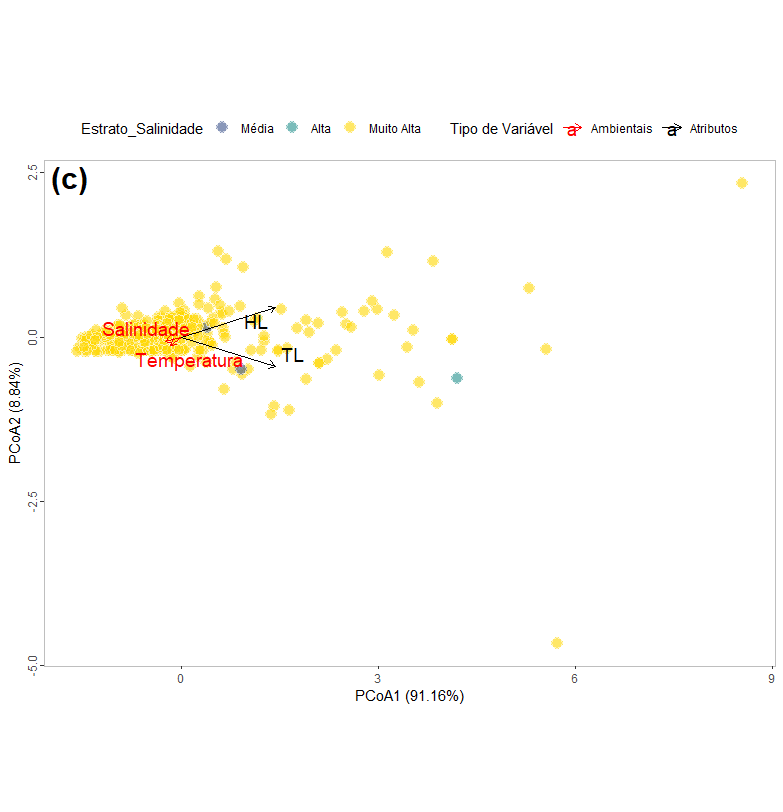 Estrato_Salinidade Média Alta Muito Alta Tipo de Variável a Ambientais a Atributos
(c)
2.5
0.0
-2.5
-5.0
PCoA2 (8.84%)
Salinidade
HL
Temperatura
TL
0 3 6 9
PCoA1 (91.16%)